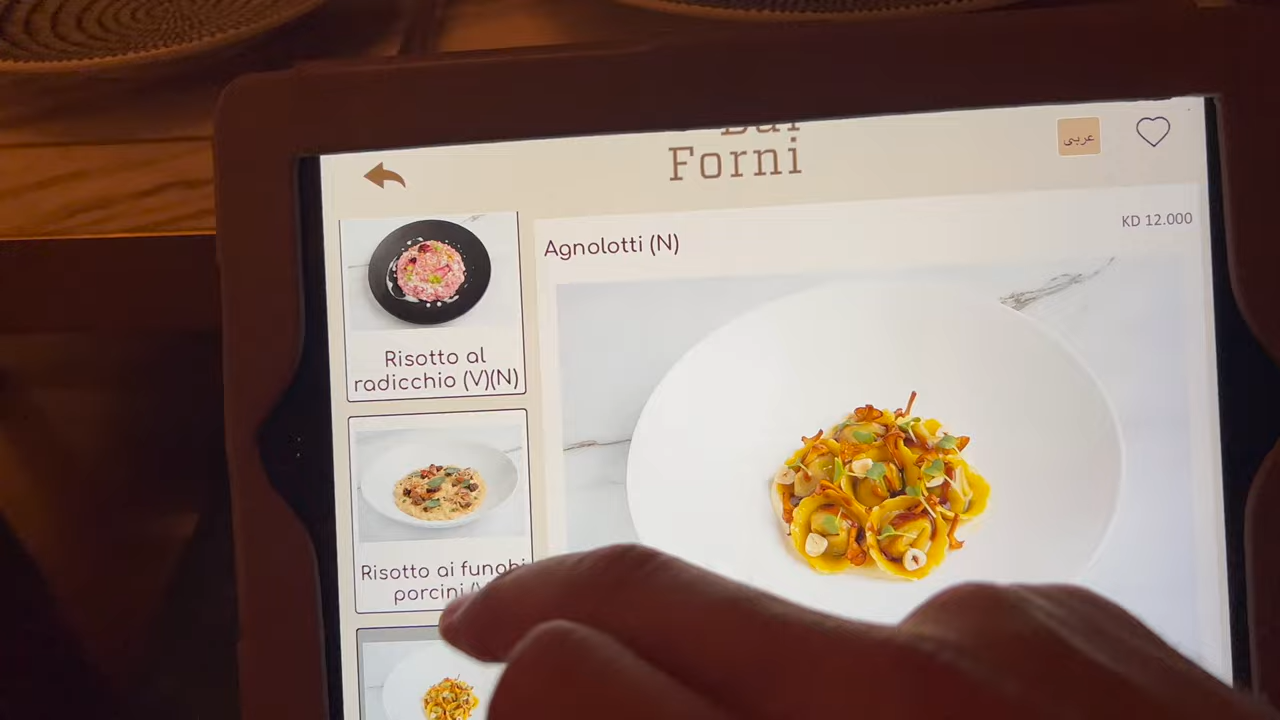 Forni
عربي
KD 12.000
Agnolotti (N)
Risotto al
radicchio (V)(N)
Risotto ai funghi
porcini